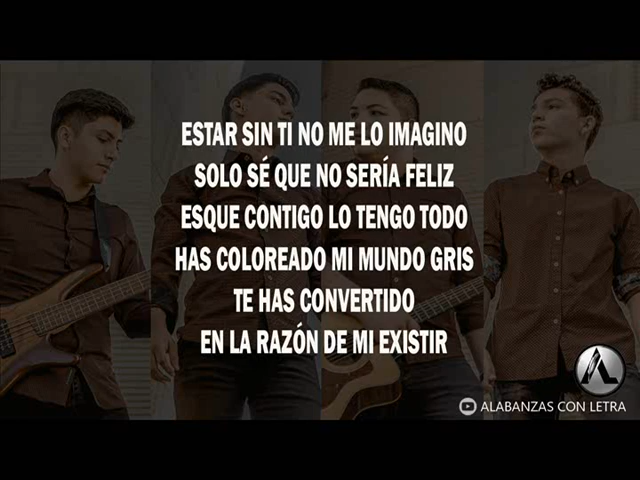 ESTAR SIN TI NO ME LO IMAGINO
SOLO SÉ QUE NO SERÍA FELIZ
ESQUE CONTIGO LO TENGO TODO
HAS COLOREADO MI MUNDO GRIS
TE HAS CONVERTIDO
EN LA RAZÓN DE MI EXISTIR
ALABANZAS CON LETRA